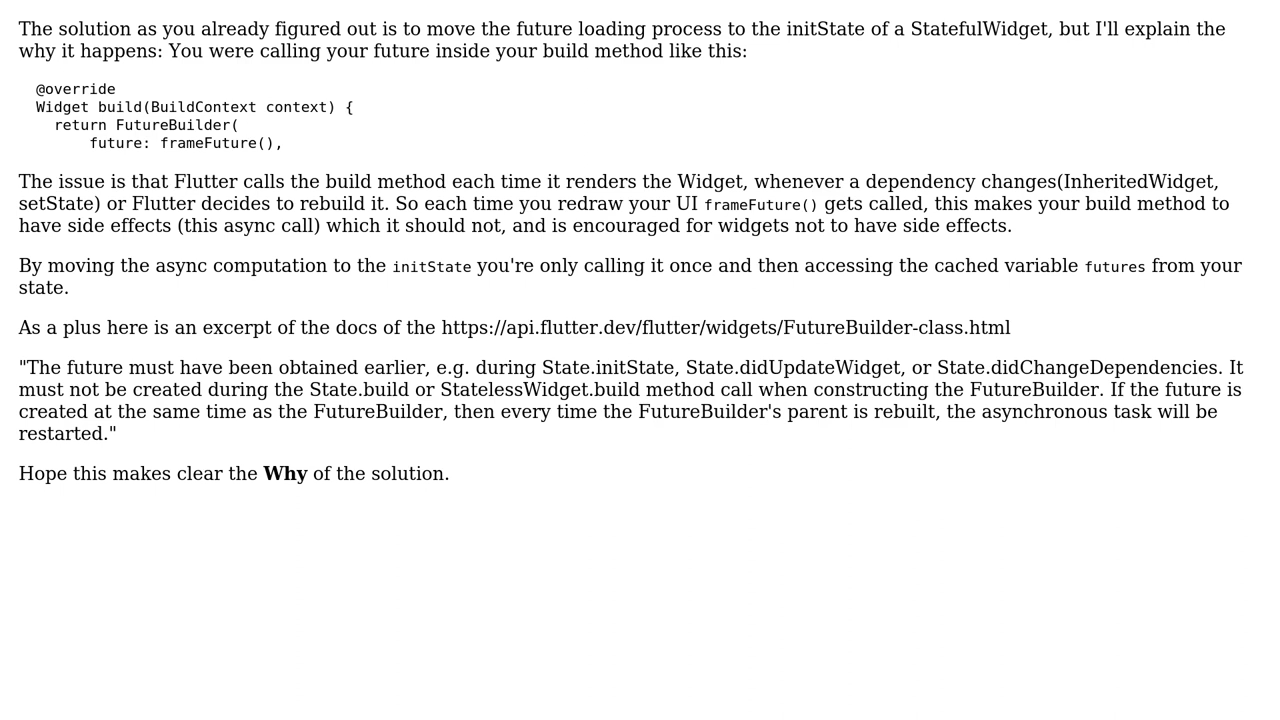 The solution as you already figured out is to move the future loading process to the initState of a StatefulWidget, but I'll explain the
why it happens: You were calling your future inside your build method like this:
@override
Widget build(BuildContext context) {
return FutureBuilder(
future: frameFuture(),
The issue is that Flutter calls the build method each time it renders the Widget, whenever a dependency changes(InheritedWidget,
setState) or Flutter decides to rebuild it. So each time you redraw your UI frameFuture() gets called, this makes your build method to
have side effects (this async call) which it should not, and is encouraged for widgets not to have side effects.
By moving the async computation to the initState you're only calling it once and then accessing the cached variable futures from your
state.
As a plus here is an excerpt of the docs of the https://api.flutter.dev/flutter/widgets/FutureBuilder-class.html
"The future must have been obtained earlier, e.g. during State.initState, State.didUpdateWidget, or State.didChangeDependencies. It
must not be created during the State.build or StatelessWidget.build method call when constructing the FutureBuilder. If the future is
created at the same time as the FutureBuilder, then every time the FutureBuilder's parent is rebuilt, the asynchronous task will be
restarted."
Hope this makes clear the Why of the solution.